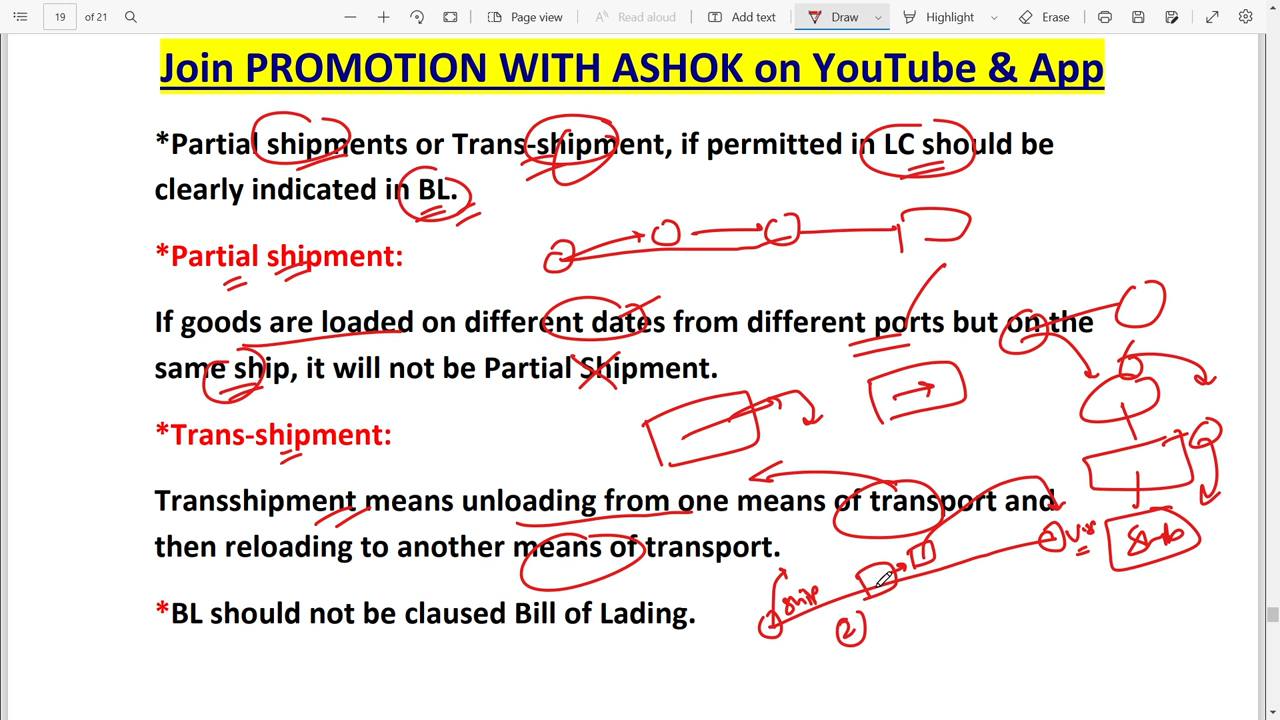 19 of 21 Page view Read aloud Add text Draw Highlight Erase
Join PROMOTION WITH ASHOK on YouTube & App
*Partial shipments or Trans-shipment, if permitted in LC should be
clearly indicated in BL.
*Partial shipment:
If goods are loaded on different dates from different ports but on the
same ship, it will not be Partial Shipment.
*Trans-shipment:
Transshipment means unloading from one means of transport and
then reloading to another means of transport.
ship
*BL should not be claused Bill of Lading.
2